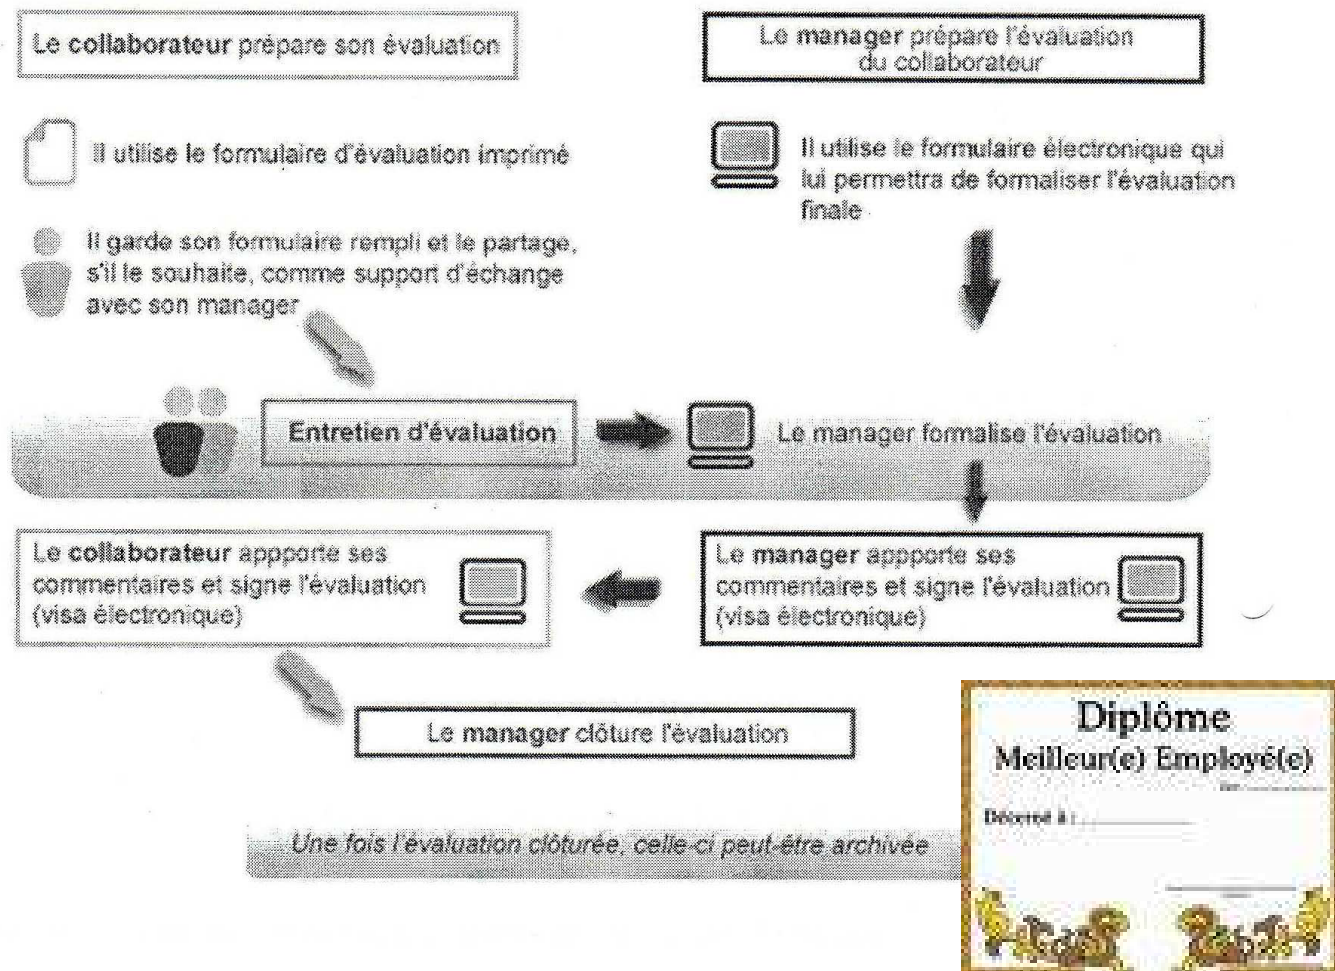 Le collaborateur prépare son évaluation
Il utilise le formulaire d'évaluation imprimé
Il garde son formulaire rempli et le partage,
s'il le souhaite, comme support d'échange
avec son manager
Le manager prépare l'évaluation
du collaborateur
Il utilise le formulaire électronique qui
lui permettra de formaliser l'évaluation
finale
Entretien d'évaluation
Le manager formalise l'évaluation
Le manager appporte ses
commentaires et signe l'évaluation
(visa électronique)
Le collaborateur appporte ses
commentaires et signe l'évaluation
(visa électronique)
Le manager clôture l'évaluation
Une fois l'évaluation clôturée, celle-ci peut-être archivée
Diplôme
Meilleur(e) Employé(e)
Décerné à :